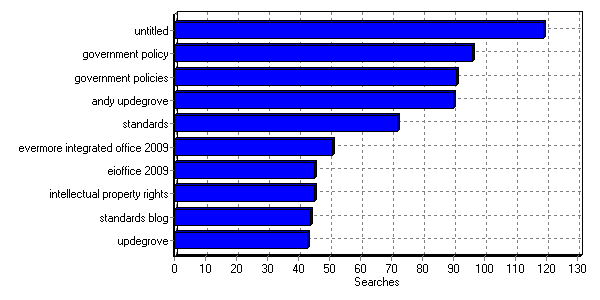 untitled
government policy
government policies
andy updegrove
standards
evermore integrated office 2009
eioffice 2009
intellectual property rights
standards blog
updegrove
0 10 20 30 40 50 60 70 80 90 100 110 120 130
Searches